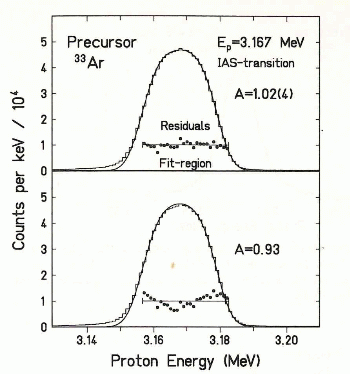 Precursor
³³Ar
Eₚ=3.167 MeV
IAS-transition
A=1.02(4)
Residuals
Fit-region
5
4
3
2
1
0
A=0.93
5
4
3
2
1
0
Counts per keV / 10⁴
3.14 3.16 3.18 3.20
Proton Energy (MeV)